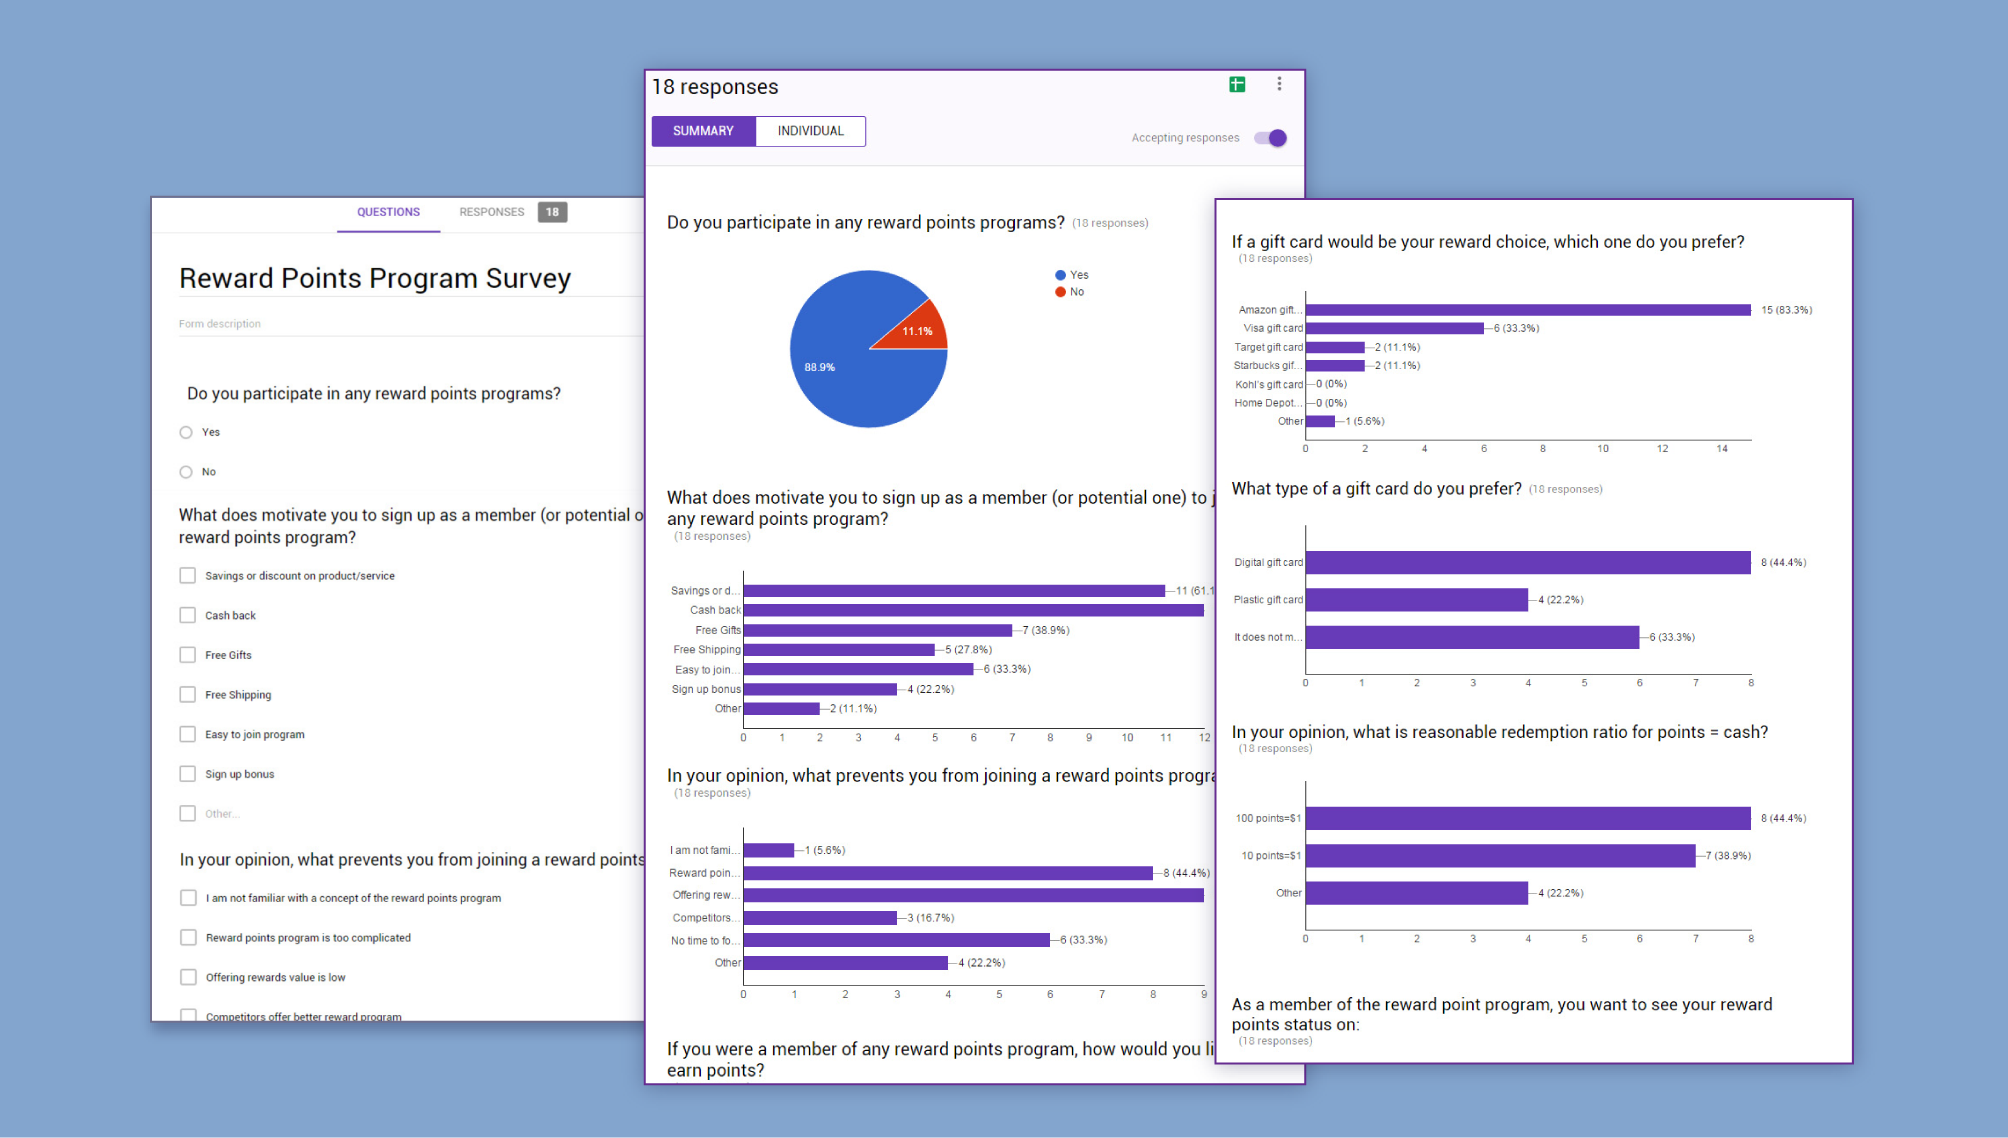 QUESTIONS RESPONSES 18
Reward Points Program Survey
Form description
Do you participate in any reward points programs?
Yes
No
What does motivate you to sign up as a member (or potential o
reward points program?
Savings or discount on product/service
Cash back
Free Gifts
Free Shipping
Easy to join program
Sign up bonus
Other...
In your opinion, what prevents you from joining a reward points
I am not familiar with a concept of the reward points program
Reward points program is too complicated
Offering rewards value is low
Competitors offer better reward program
18 responses
SUMMARY INDIVIDUAL
Accepting responses
Do you participate in any reward points programs? (18 responses)
Yes
No
11.1%
88.9%
What does motivate you to sign up as a member (or potential one) to j
any reward points program?
(18 responses)
Savings or d... 11 (61.1
Cash back
Free Gifts 7 (38.9%)
Free Shipping 5 (27.8%)
Easy to join... 6 (33.3%)
Sign up bonus 4 (22.2%)
Other 2 (11.1%)
0 1 2 3 4 5 6 7 8 9 10 11 12
In your opinion, what prevents you from joining a reward points progra
(18 responses)
I am not fami... 1 (5.6%)
Reward poin... 8 (44.4%)
Offering rew...
Competitors... 3 (16.7%)
No time to fo... 6 (33.3%)
Other 4 (22.2%)
0 1 2 3 4 5 6 7 8 9
If you were a member of any reward points program, how would you li
earn points?
If a gift card would be your reward choice, which one do you prefer?
(18 responses)
Amazon gift... 15 (83.3%)
Visa gift card 6 (33.3%)
Target gift card 2 (11.1%)
Starbucks gif... 2 (11.1%)
Kohl's gift card 0 (0%)
Home Depot... 0 (0%)
Other 1 (5.6%)
0 2 4 6 8 10 12 14
What type of a gift card do you prefer? (18 responses)
Digital gift card 8 (44.4%)
Plastic gift card 4 (22.2%)
It does not m... 6 (33.3%)
0 1 2 3 4 5 6 7 8
In your opinion, what is reasonable redemption ratio for points = cash?
(18 responses)
100 points=$1 8 (44.4%)
10 points=$1 7 (38.9%)
Other 4 (22.2%)
0 1 2 3 4 5 6 7 8
As a member of the reward point program, you want to see your reward
points status on:
(18 responses)